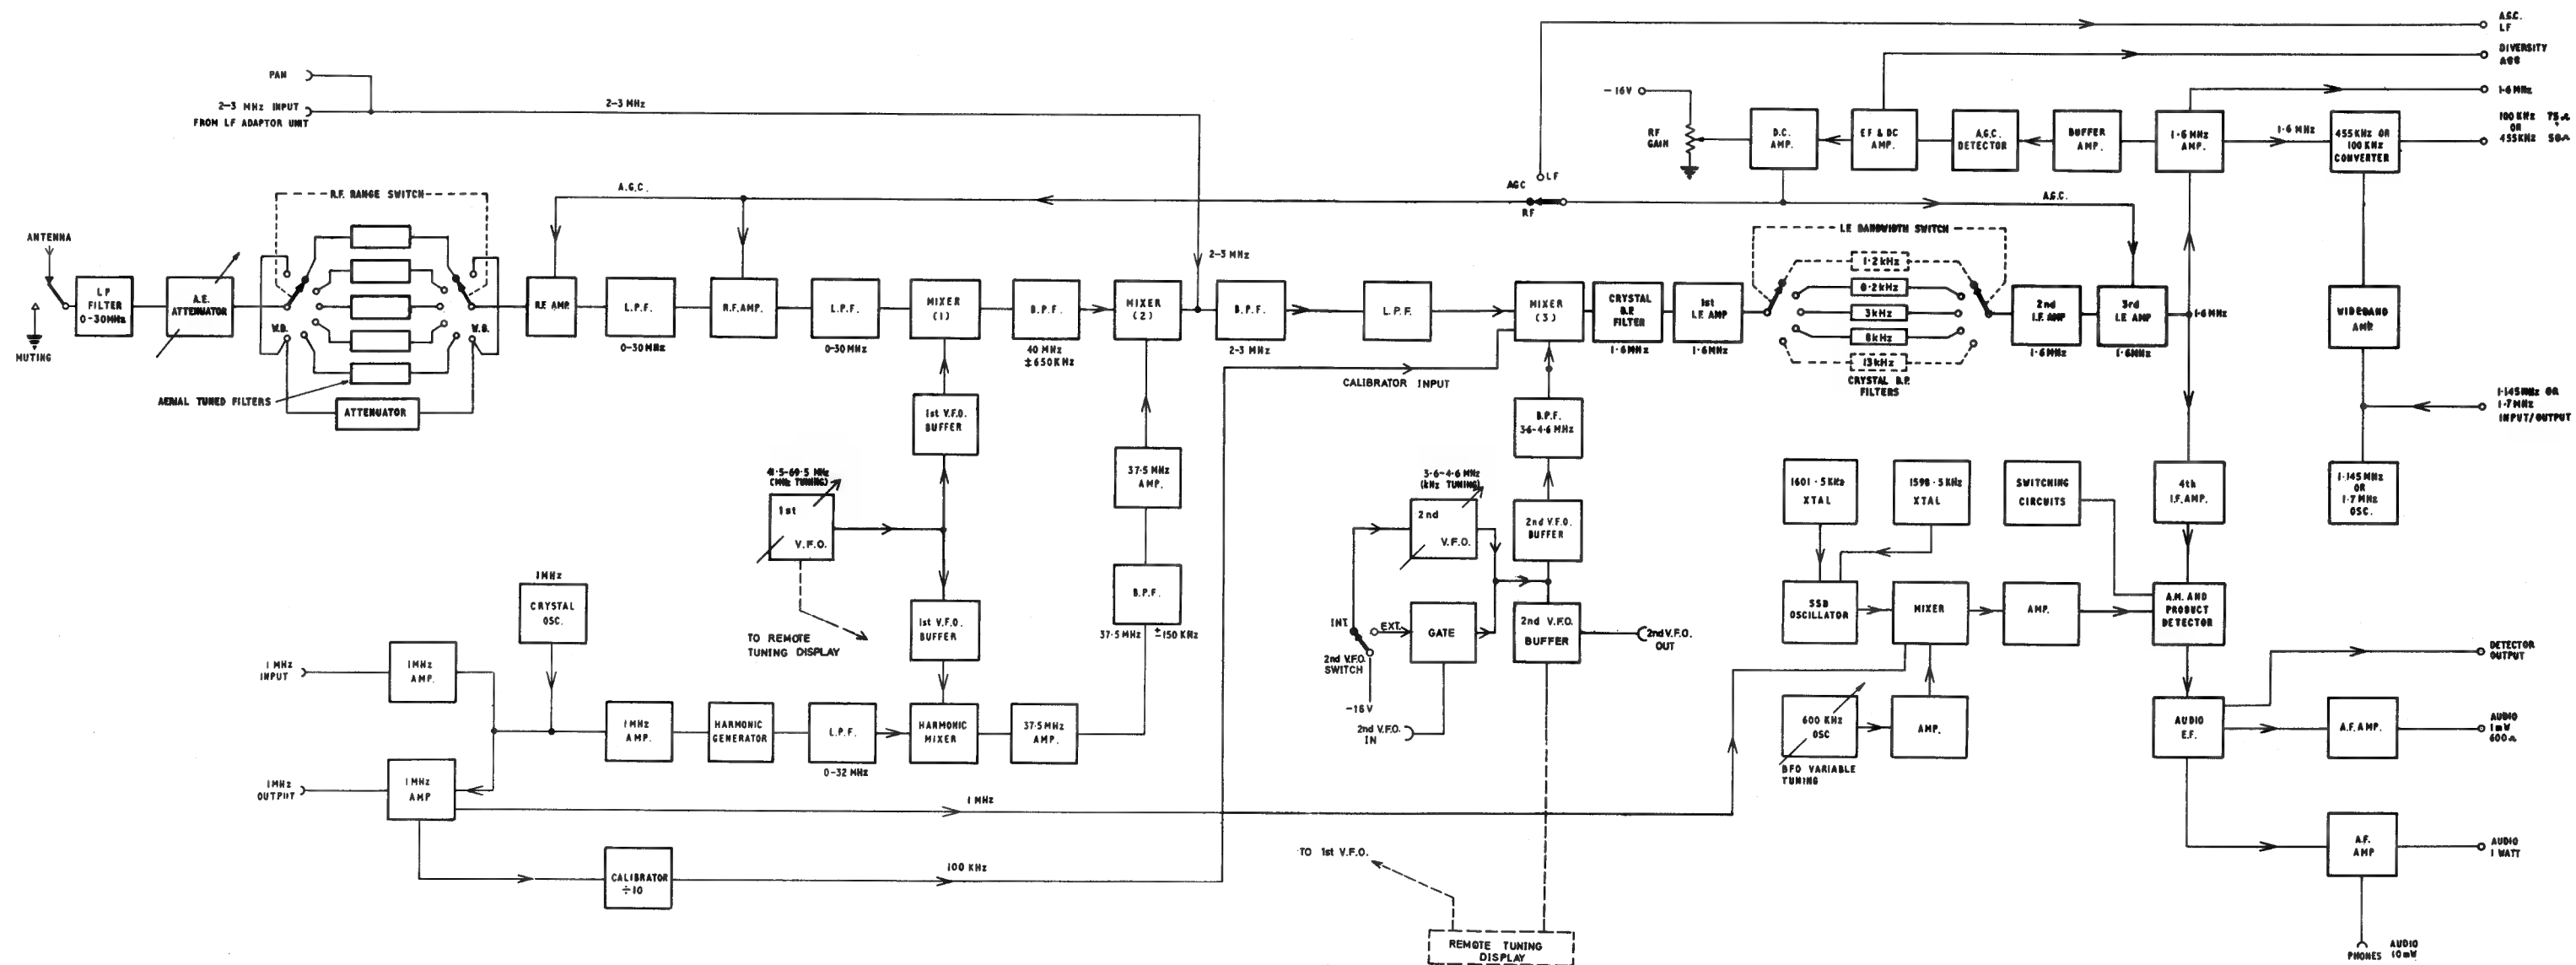 A.G.C.
LF
DIVERSITY
AGC
1·6 MHz
100 KHz 75Ω
OR
455KHz 50Ω
PAN
2-3 MHz INPUT
FROM LF ADAPTOR UNIT
2-3 MHz
-16V
RF
GAIN
D.C.
AMP.
EF & DC
AMP.
A.G.C.
DETECTOR
BUFFER
AMP.
1·6 MHz
AMP.
1·6 MHz
455KHz OR
100 KHz
CONVERTER
LF
AGC
RF
A.G.C.
A.G.C.
R.F. RANGE SWITCH
ANTENNA
MUTING
L P
FILTER
0-30MHz
A.E.
ATTENUATOR
W.B.
W.B.
AERIAL TUNED FILTERS
ATTENUATOR
R.F. AMP.
L.P.F.
0-30MHz
R.F. AMP.
L.P.F.
0-30MHz
MIXER
(1)
B.P.F.
40 MHz
±650KHz
MIXER
(2)
2-3 MHz
B.P.F.
2-3 MHz
L.P.F.
MIXER
(3)
CALIBRATOR INPUT
CRYSTAL
B.P.
FILTER
1·6MHz
1st
I.F. AMP
1·6MHz
I.F. BANDWIDTH SWITCH
1·2kHz
0·2kHz
3kHz
8kHz
13kHz
CRYSTAL B.P.
FILTERS
2nd
I.F. AMP
1·6MHz
3rd
I.F. AMP
1·6MHz
1·6 MHz
WIDEBAND
AMP.
1·145MHz OR
1·7MHz
INPUT/OUTPUT
1·145MHz
OR
1·7MHz
OSC.
1st V.F.O.
BUFFER
41·5-69·5 MHz
(MHz TUNING)
1st
V.F.O.
TO REMOTE
TUNING DISPLAY
1st V.F.O.
BUFFER
37·5 MHz
AMP.
B.P.F.
37·5 MHz ±150 KHz
B.P.F.
3·6-4·6 MHz
3·6-4·6 MHz
(kHz TUNING)
2nd
V.F.O.
2nd V.F.O.
BUFFER
INT.
EXT.
2nd V.F.O.
SWITCH
-16V
GATE
2nd V.F.O.
IN
2nd V.F.O.
BUFFER
2nd V.F.O.
OUT
1601·5KHz
XTAL
1598·5KHz
XTAL
SWITCHING
CIRCUITS
4th
I.F. AMP.
SSB
OSCILLATOR
MIXER
AMP.
A.M. AND
PRODUCT
DETECTOR
600 KHz
OSC
BFO VARIABLE
TUNING
AMP.
AUDIO
E.F.
DETECTOR
OUTPUT
A.F. AMP.
AUDIO
1mW
600Ω
A.F.
AMP
AUDIO
1 WATT
PHONES
AUDIO
10mW
1MHz
CRYSTAL
OSC.
1 MHz
INPUT
1MHz
AMP.
1MHz
AMP.
HARMONIC
GENERATOR
L.P.F.
0-32 MHz
HARMONIC
MIXER
37·5MHz
AMP.
1MHz
OUTPUT
1MHz
AMP
1 MHz
CALIBRATOR
÷10
100 KHz
TO 1st V.F.O.
REMOTE TUNING
DISPLAY